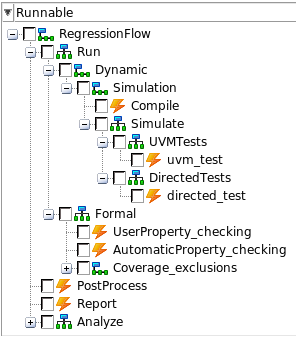 Runnable
RegressionFlow
Run
Dynamic
Simulation
Compile
Simulate
UVMTests
uvm_test
DirectedTests
directed_test
Formal
UserProperty_checking
AutomaticProperty_checking
Coverage_exclusions
PostProcess
Report
Analyze